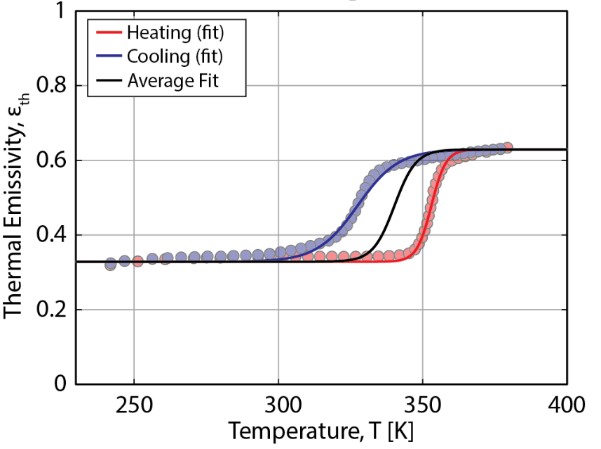 1
0.8
0.6
0.4
0.2
0
Thermal Emissivity, εth
Heating (fit)
Cooling (fit)
Average Fit
250
300
350
400
Temperature, T [K]